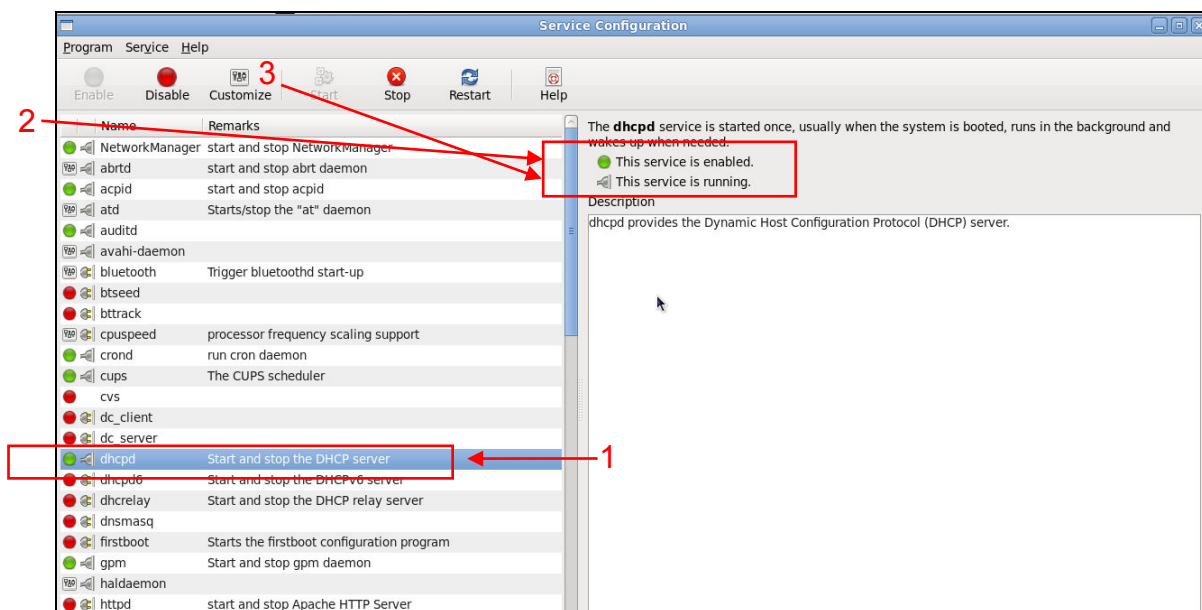 Service Configuration
Program Service Help
Enable Disable Customize Start Stop Restart Help
3
2
Name Remarks
NetworkManager start and stop NetworkManager
abrtd start and stop abrt daemon
acpid start and stop acpid
atd Starts/stop the "at" daemon
auditd
avahi-daemon
bluetooth Trigger bluetoothd start-up
btseed
bttrack
cpuspeed processor frequency scaling support
crond run cron daemon
cups The CUPS scheduler
cvs
dc_client
dc_server
dhcpd Start and stop the DHCP server
1
dhcpd6 Start and stop the DHCPv6 server
dhcrelay Start and stop the DHCP relay server
dnsmasq
firstboot Starts the firstboot configuration program
gpm Start and stop gpm daemon
haldaemon
httpd start and stop Apache HTTP Server
The dhcpd service is started once, usually when the system is booted, runs in the background and
wakes up when needed.
This service is enabled.
This service is running.
Description
dhcpd provides the Dynamic Host Configuration Protocol (DHCP) server.